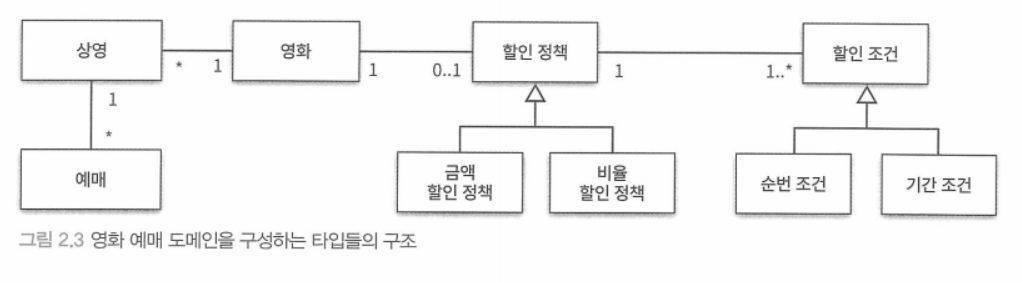 상영
영화
할인 정책
할인 조건
*
1
1
0..1
1
1..*
1
*
예매
금액
할인 정책
비율
할인 정책
순번 조건
기간 조건
그림 2.3 영화 예매 도메인을 구성하는 타입들의 구조